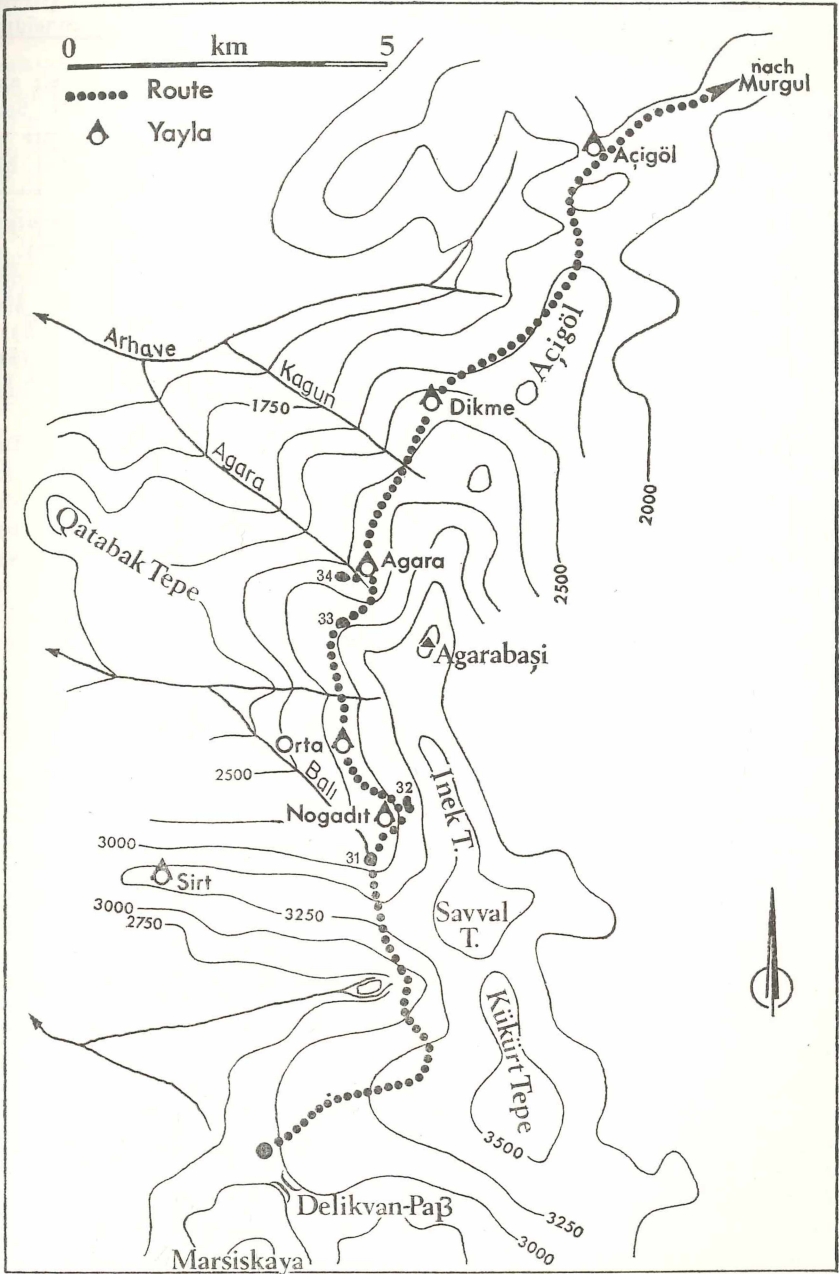 0 km 5
Route
Yayla
nach
Murgul
Açigöl
Açigöl
Arhave
Kagun
1750
Dikme
Agara
2000
Qatabak Tepe
Agara
34
2500
33
Agarabaşi
Orta
Balı
2500
32
Inek T.
Nogadıt
31
3000
Sirt
3000
3250
2750
Savval
T.
Kükürt Tepe
3500
Delikvan-Paß
3250
3000
Marsiskaya